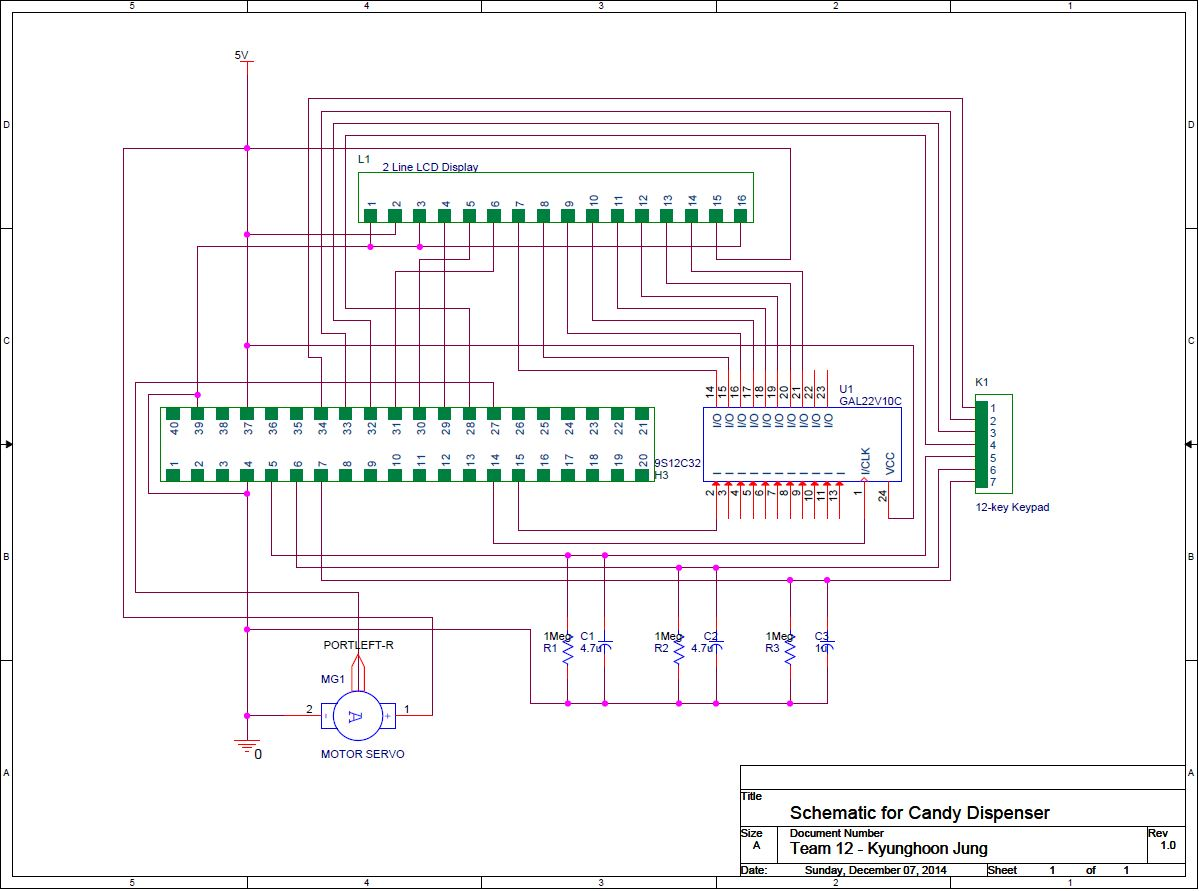 5 4 3 2 1
5V
D D
L1
2 Line LCD Display
1 2 3 4 5 6 7 8 9 10 11 12 13 14 15 16
C C
14 15 16 17 18 19 20 21 22 23
U1
GAL22V10C
K1
I/O I/O I/O I/O I/O I/O I/O I/O I/O I/O
40 39 38 37 36 35 34 33 32 31 30 29 28 27 26 25 24 23 22 21
1 2 3 4 5 6 7 8 9 10 11 12 13 14 15 16 17 18 19 20
9S12C32
H3
I I I I I I I I I I I I/CLK VCC
2 3 4 5 6 7 8 9 10 11 13 1 24
1
2
3
4
5
6
7
12-key Keypad
B B
1Meg C1 1Meg C2 1Meg C3
R1 4.7u R2 4.7u R3 1u
PORTLEFT-R
MG1
2 - A + 1
0
MOTOR SERVO
A A
Title
Schematic for Candy Dispenser
Size Document Number Rev
A Team 12 - Kyunghoon Jung 1.0
Date: Sunday, December 07, 2014 Sheet 1 of 1
5 4 3 2 1